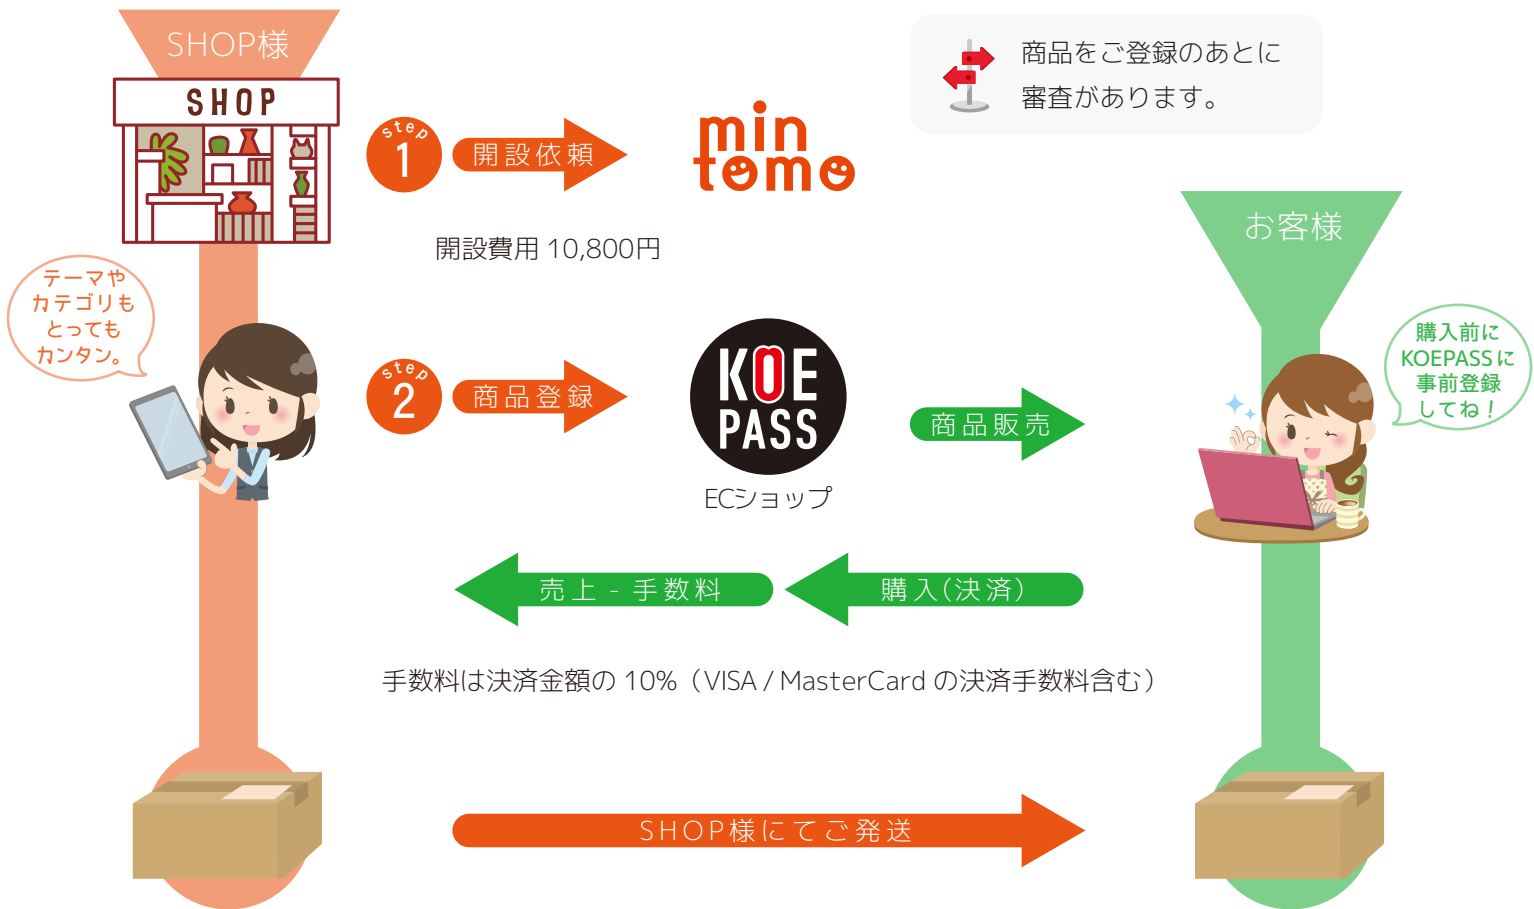 SHOP様
SHOP
商品をご登録のあとに
審査があります。
step
1
開設依頼
min
tomo
開設費用 10,800円
お客様
テーマや
カテゴリも
とっても
カンタン。
step
2
商品登録
KOE
PASS
ECショップ
商品販売
購入前に
KOEPASSに
事前登録
してね！
売上 - 手数料
購入(決済)
手数料は決済金額の 10%（VISA / MasterCard の決済手数料含む）
SHOP様にてご発送